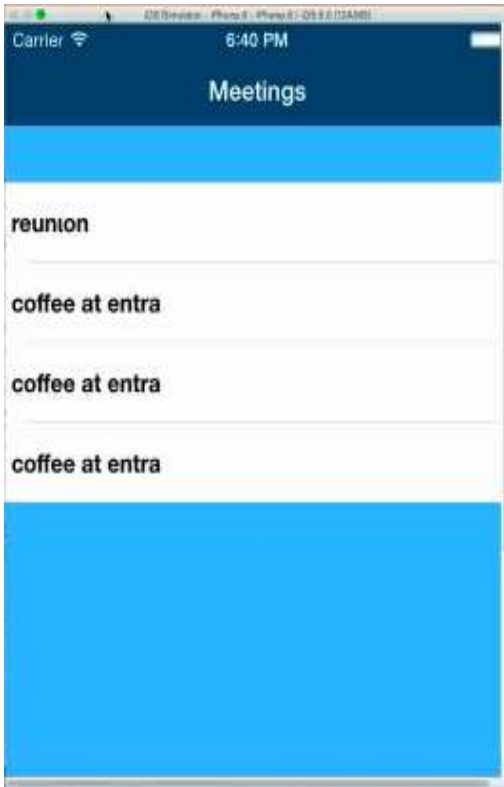 Carrier 6:40 PM
Meetings
reunion
coffee at entra
coffee at entra
coffee at entra